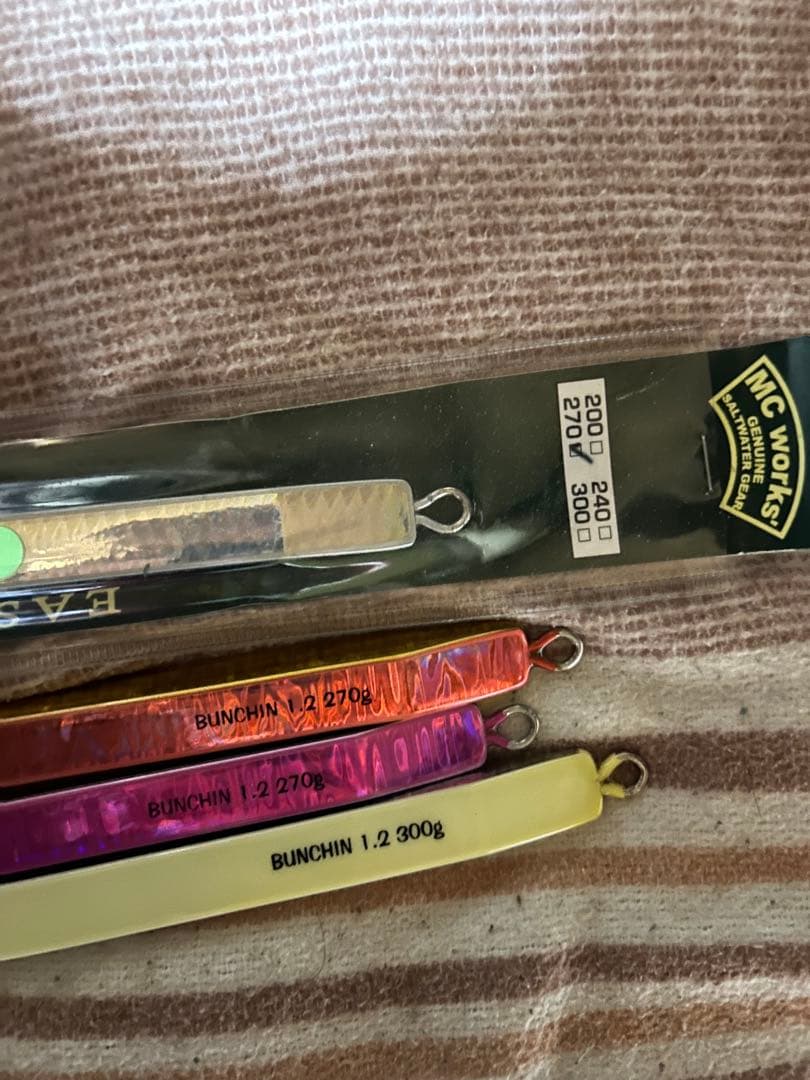 MC works'
GENUINE
SALTWATER GEAR
200□ 240□
270☑ 300□
EAS
BUNCHIN 1.2 270g
BUNCHIN 1.2 270g
BUNCHIN 1.2 300g